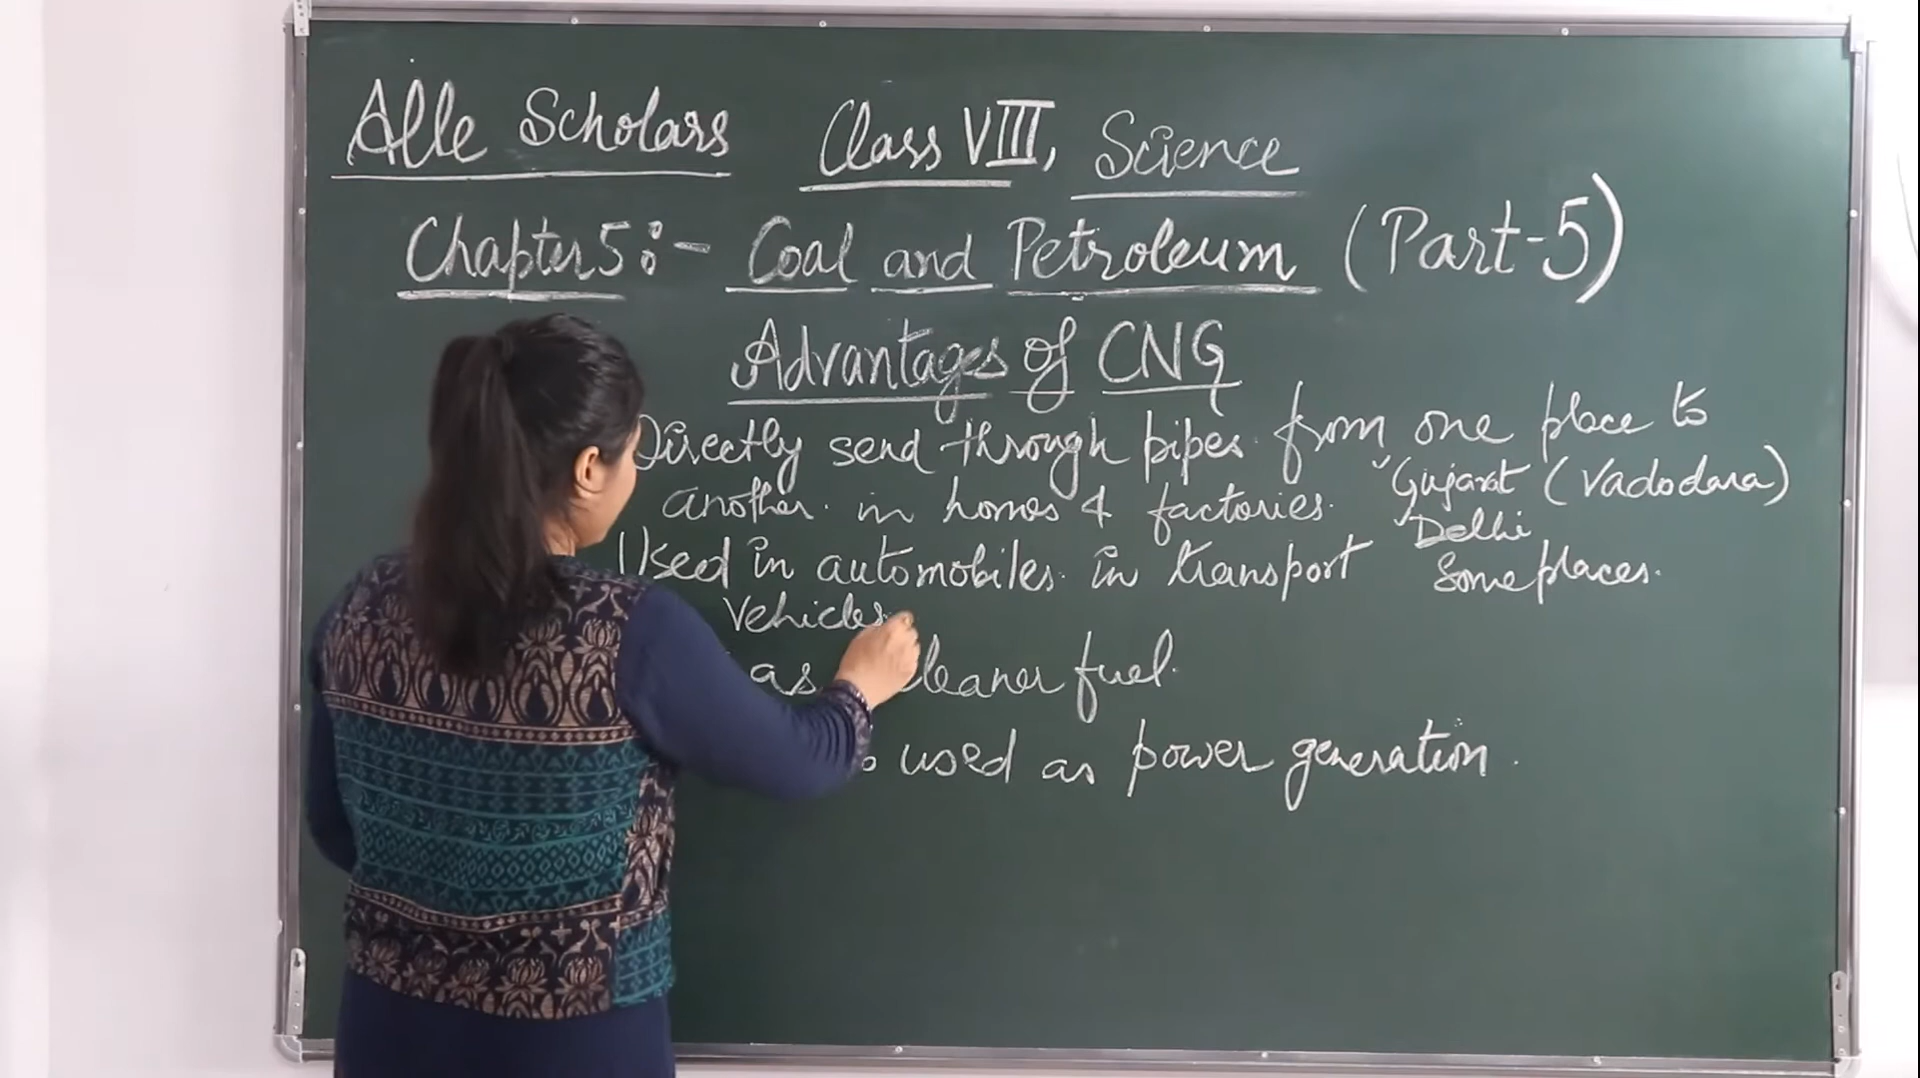 Alle Scholars Class VIII, Science
Chapter 5:- Coal and Petroleum (Part-5)
Advantages of CNG
Directly send through pipes from one place to
another in homes & factories. Gujarat (Vadodara)
Delhi
Used in automobiles in transport Some places.
Vehicles
as cleaner fuel.
used as power generation.